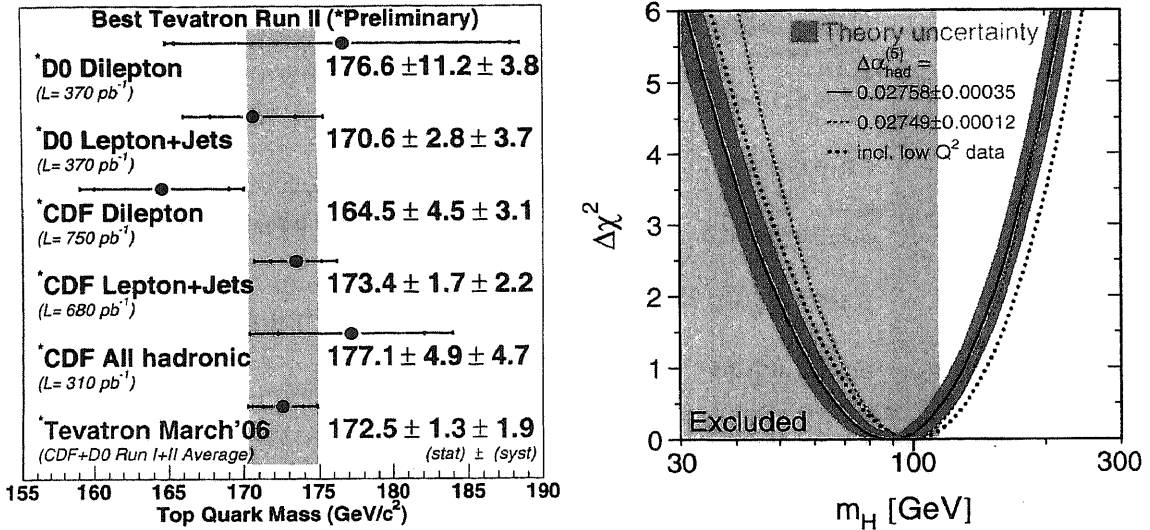 Best Tevatron Run II (*Preliminary)
*D0 Dilepton 176.6 ±11.2 ± 3.8
(L= 370 pb⁻¹)
*D0 Lepton+Jets 170.6 ± 2.8 ± 3.7
(L= 370 pb⁻¹)
*CDF Dilepton 164.5 ± 4.5 ± 3.1
(L= 750 pb⁻¹)
*CDF Lepton+Jets 173.4 ± 1.7 ± 2.2
(L= 680 pb⁻¹)
*CDF All hadronic 177.1 ± 4.9 ± 4.7
(L= 310 pb⁻¹)
*Tevatron March'06 172.5 ± 1.3 ± 1.9
(CDF+D0 Run I+II Average) (stat) ± (syst)
155 160 165 170 175 180 185 190
Top Quark Mass (GeV/c²)
6
5
4
3
2
1
0
Δχ²
Theory uncertainty
Δα⁽⁵⁾had =
0.02758±0.00035
0.02749±0.00012
incl. low Q² data
Excluded
30 100 300
mH [GeV]